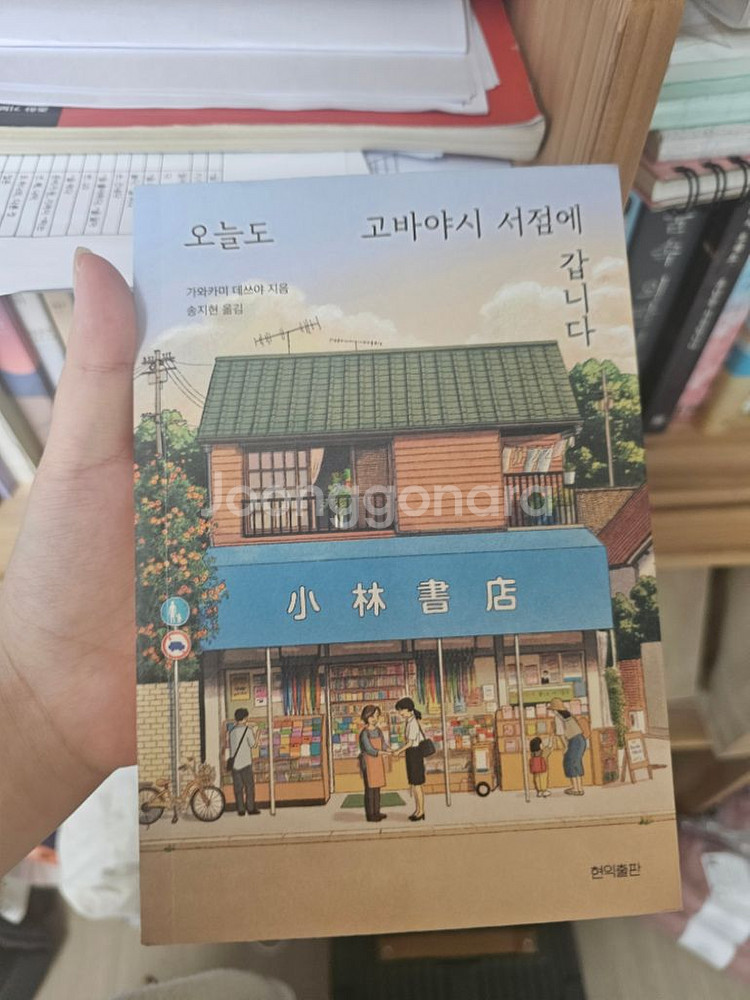 오늘도 고바야시 서점에
갑니다
가와카미 데쓰야 지음
송지현 옮김
Joonggonara
小林書店
현익출판